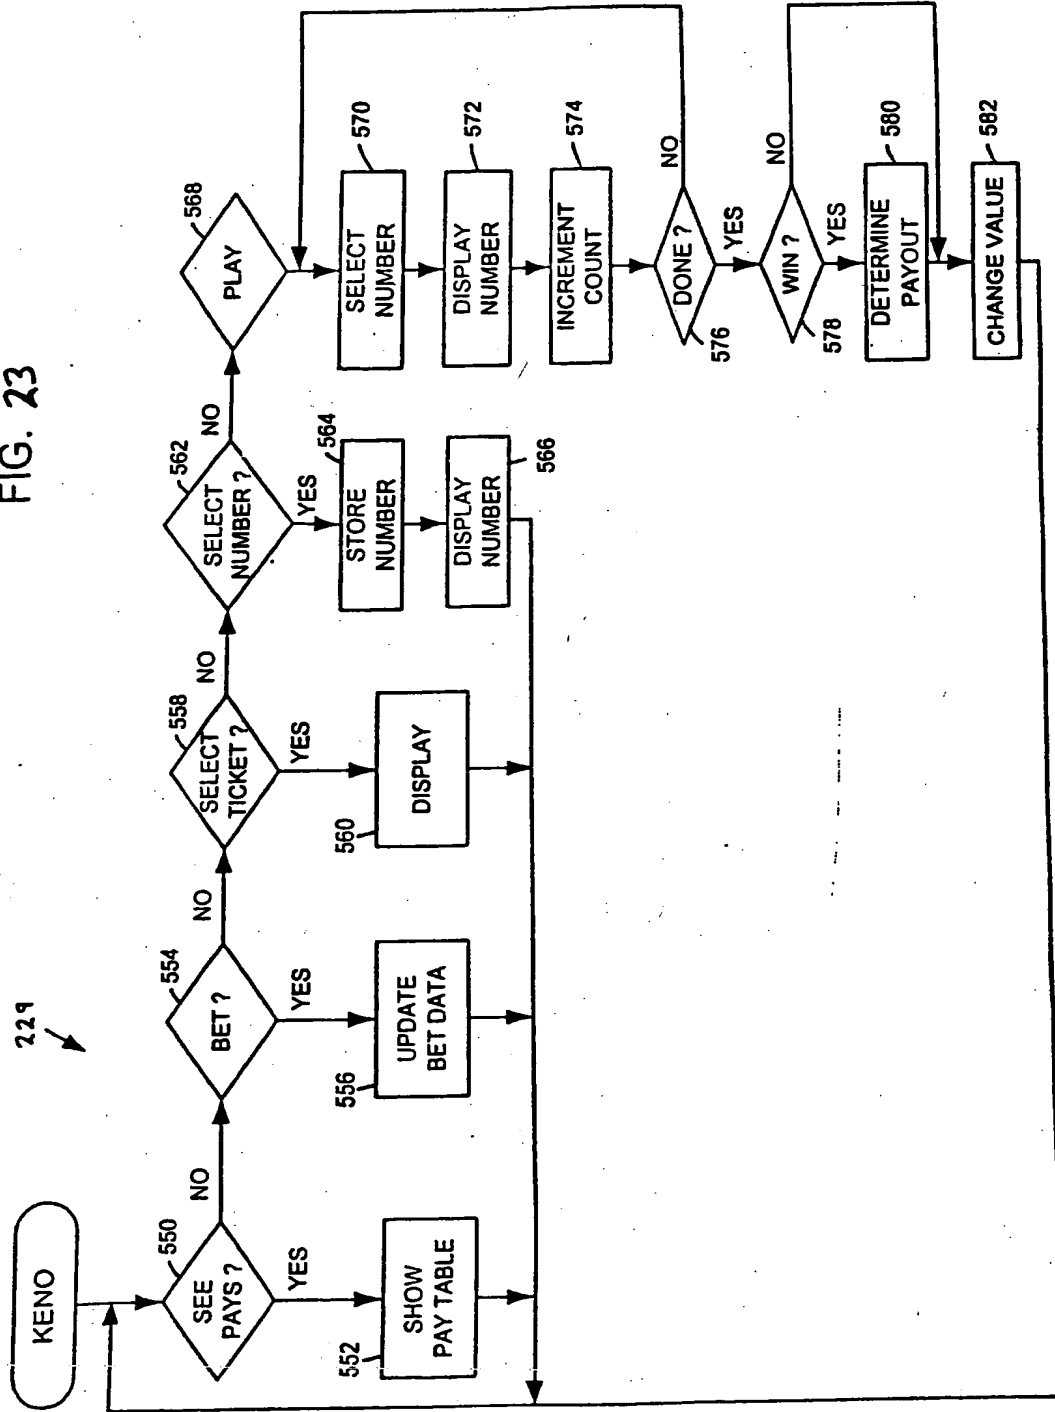 FIG. 23
229
KENO
550
SEE
PAYS ?
NO
YES
552
SHOW
PAY TABLE
554
BET ?
NO
YES
556
UPDATE
BET DATA
558
SELECT
TICKET ?
NO
YES
560
DISPLAY
562
SELECT
NUMBER ?
NO
YES
564
STORE
NUMBER
566
DISPLAY
NUMBER
568
PLAY
570
SELECT
NUMBER
572
DISPLAY
NUMBER
574
INCREMENT
COUNT
DONE ?
576
NO
YES
WIN ?
578
NO
YES
580
DETERMINE
PAYOUT
582
CHANGE VALUE